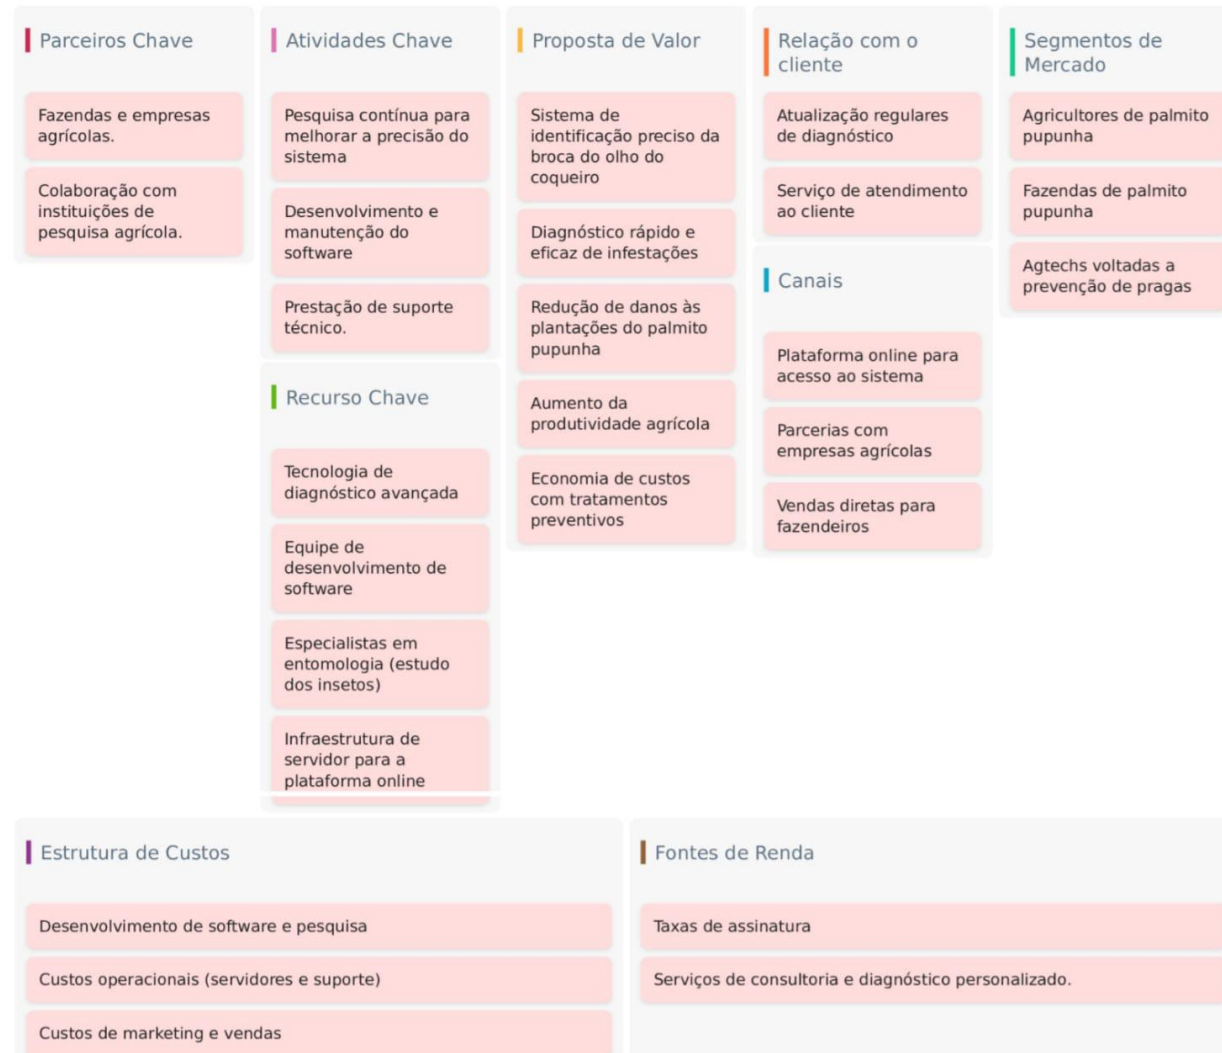 Parceiros Chave
Fazendas e empresas
agrícolas.
Colaboração com
instituições de
pesquisa agrícola.
Atividades Chave
Pesquisa contínua para
melhorar a precisão do
sistema
Desenvolvimento e
manutenção do
software
Prestação de suporte
técnico.
Recurso Chave
Tecnologia de
diagnóstico avançada
Equipe de
desenvolvimento de
software
Especialistas em
entomologia (estudo
dos insetos)
Infraestrutura de
servidor para a
plataforma online
Proposta de Valor
Sistema de
identificação preciso da
broca do olho do
coqueiro
Diagnóstico rápido e
eficaz de infestações
Redução de danos às
plantações do palmito
pupunha
Aumento da
produtividade agrícola
Economia de custos
com tratamentos
preventivos
Relação com o
cliente
Atualização regulares
de diagnóstico
Serviço de atendimento
ao cliente
Canais
Plataforma online para
acesso ao sistema
Parcerias com
empresas agrícolas
Vendas diretas para
fazendeiros
Segmentos de
Mercado
Agricultores de palmito
pupunha
Fazendas de palmito
pupunha
Agtechs voltadas a
prevenção de pragas
Estrutura de Custos
Desenvolvimento de software e pesquisa
Custos operacionais (servidores e suporte)
Custos de marketing e vendas
Fontes de Renda
Taxas de assinatura
Serviços de consultoria e diagnóstico personalizado.